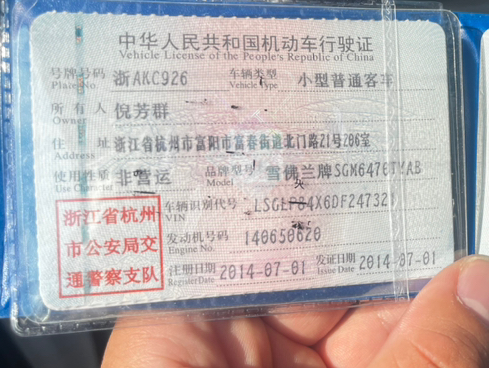 中华人民共和国机动车行驶证
Vehicle License of the People's Republic of China
号牌号码 浙AKC926 车辆类型 小型普通客车
Plate No. Vehicle Type
所有人 倪芳群
Owner
住址 浙江省杭州市富阳市富春街道北门路21号206室
Address
使用性质 非营运 品牌型号 雪佛兰牌SGM6476TMAB
Use Character Model
浙江省杭州
市公安局交
通警察支队
车辆识别代号
VIN
发动机号码 140650620
Engine No.
注册日期 2014-07-01 发证日期 2014-07-01
Register Date Issue Date